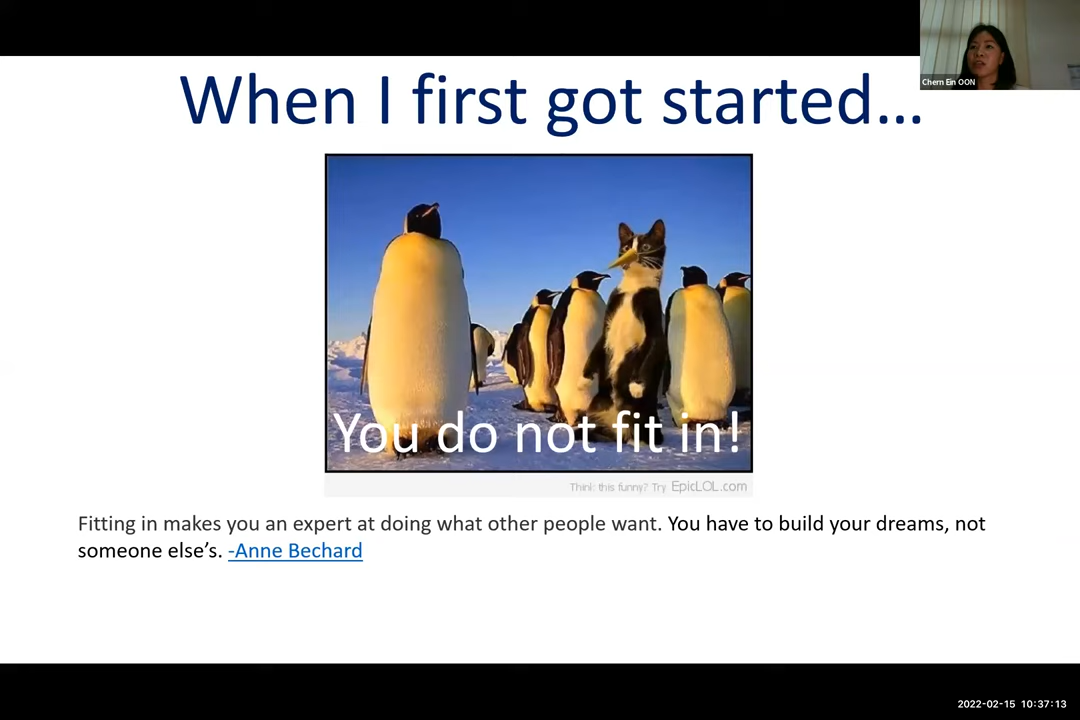 When I first got started…
Chern Ein OON
You do not fit in!
Think this funny? Try EpicLOL.com
Fitting in makes you an expert at doing what other people want. You have to build your dreams, not
someone else’s. -Anne Bechard
2022-02-15 10:37:13